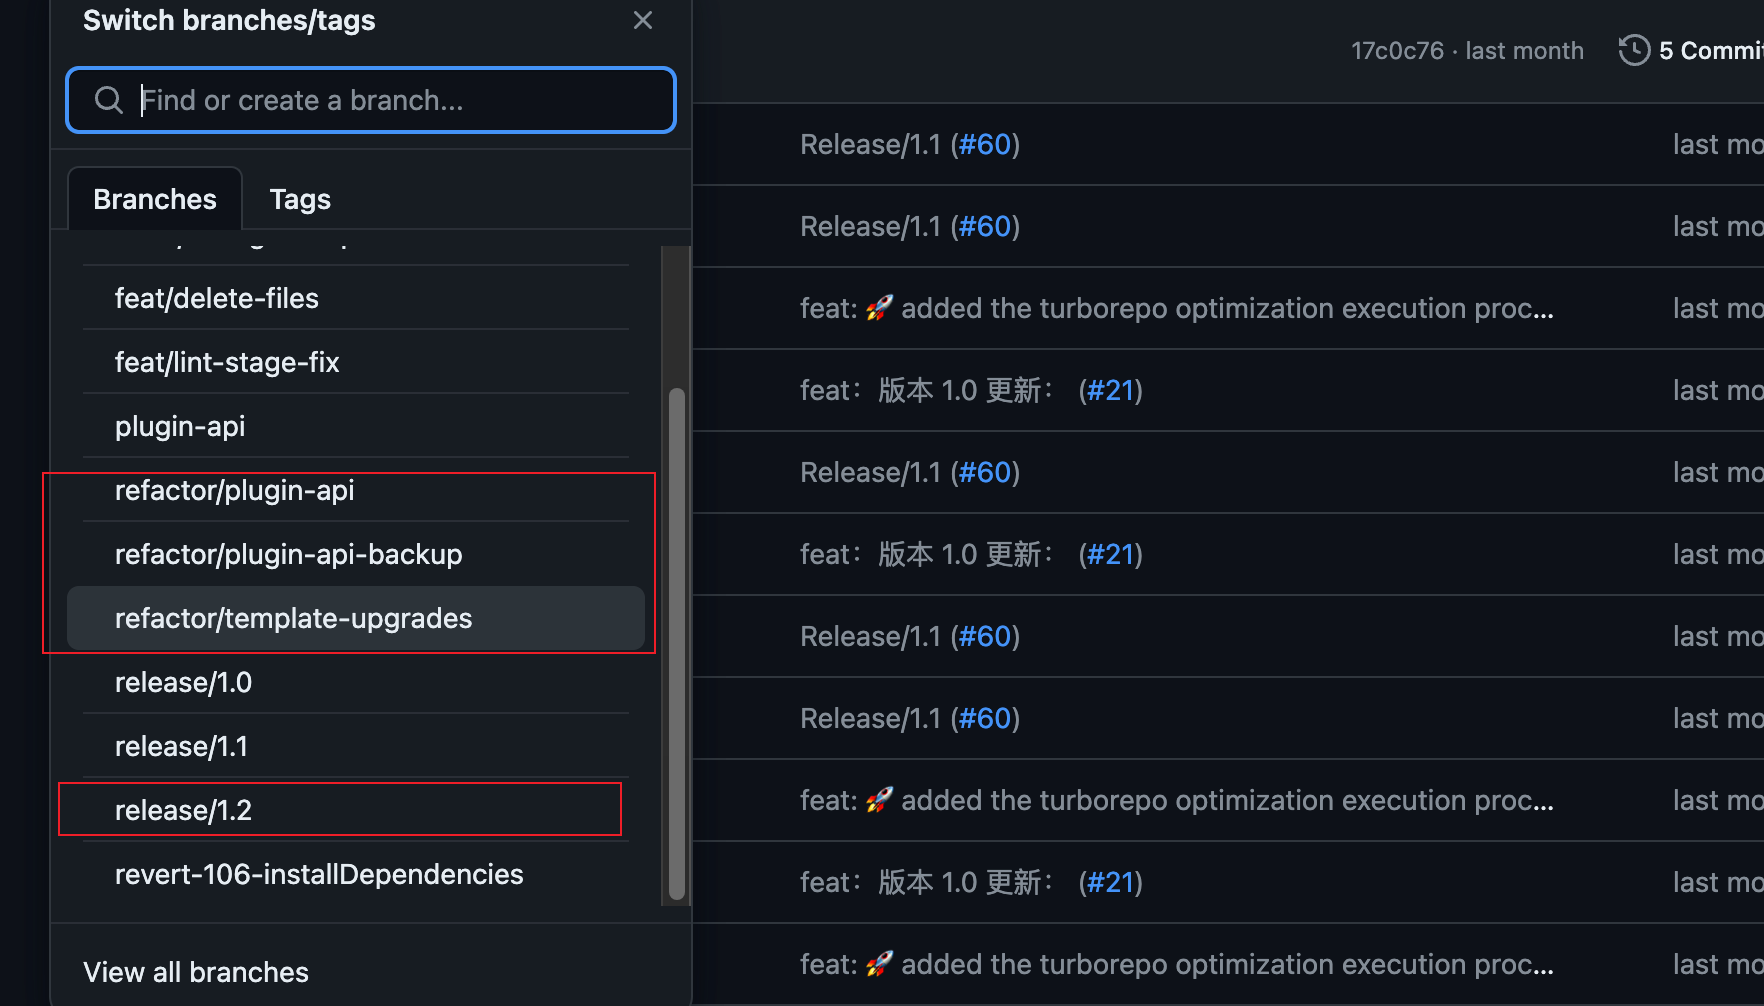 Switch branches/tags
Find or create a branch...
Branches
Tags
feat/delete-files
feat/lint-stage-fix
plugin-api
refactor/plugin-api
refactor/plugin-api-backup
refactor/template-upgrades
release/1.0
release/1.1
release/1.2
revert-106-installDependencies
View all branches
17c0c76 · last month
5 Commit
Release/1.1 (#60)
last mo
Release/1.1 (#60)
last mo
feat: 🚀 added the turborepo optimization execution proc...
last mo
feat：版本 1.0 更新： (#21)
last mo
Release/1.1 (#60)
last mo
feat：版本 1.0 更新： (#21)
last mo
Release/1.1 (#60)
last mo
Release/1.1 (#60)
last mo
feat: 🚀 added the turborepo optimization execution proc...
last mo
feat：版本 1.0 更新： (#21)
last mo
feat: 🚀 added the turborepo optimization execution proc...
last mo